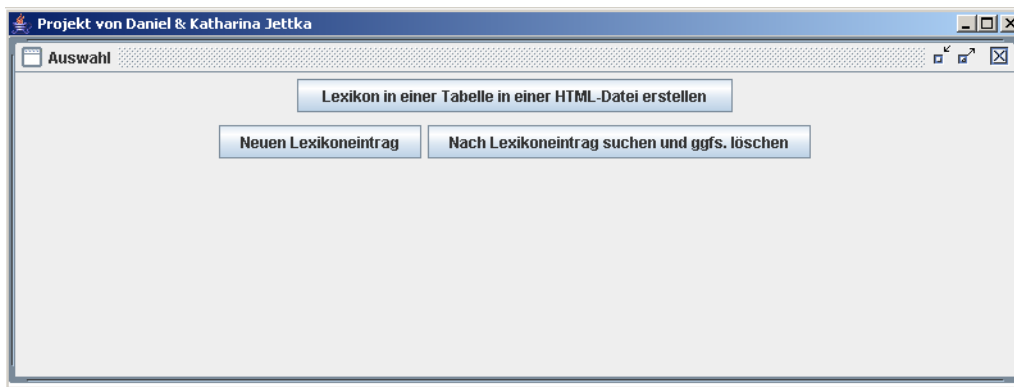 Projekt von Daniel & Katharina Jettka
Auswahl
Lexikon in einer Tabelle in einer HTML-Datei erstellen
Neuen Lexikoneintrag Nach Lexikoneintrag suchen und ggfs. löschen